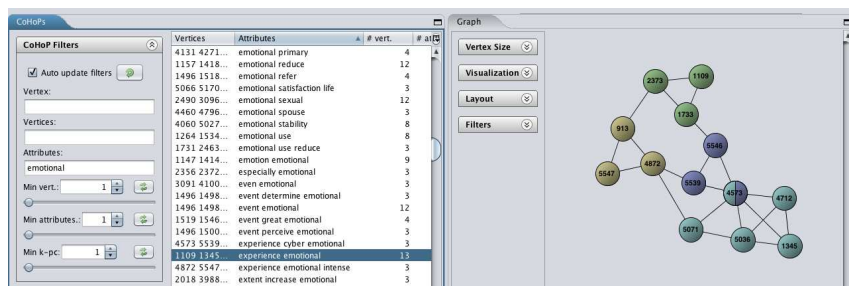 CoHoPs
CoHoP Filters
Auto update filters
Vertex:
Vertices:
Attributes:
emotional
Min vert.: 1
Min attributes.: 1
Min k-pc: 1
Vertices Attributes # vert. # at
4131 4271... emotional primary 4
1157 1418... emotional reduce 12
1496 1518... emotional refer 4
5066 5170... emotional satisfaction life 3
2490 3096... emotional sexual 12
4460 4796... emotional spouse 3
4060 5027... emotional stability 8
1264 1534... emotional use 8
1731 2463... emotional use reduce 3
1147 1414... emotion emotional 9
2356 2372... especially emotional 3
3091 4100... even emotional 3
1496 1498... event determine emotional 3
1496 1498... event emotional 12
1519 1546... event great emotional 4
1496 1500... event perceive emotional 3
4573 5539... experience cyber emotional 3
1109 1345... experience emotional 13
4872 5547... experience emotional intense 3
2018 3988... extent increase emotional 3
Graph
Vertex Size
Visualization
Layout
Filters
2373
1109
1733
913
5546
4872
5547
5539
4573
4712
5071
5036
1345